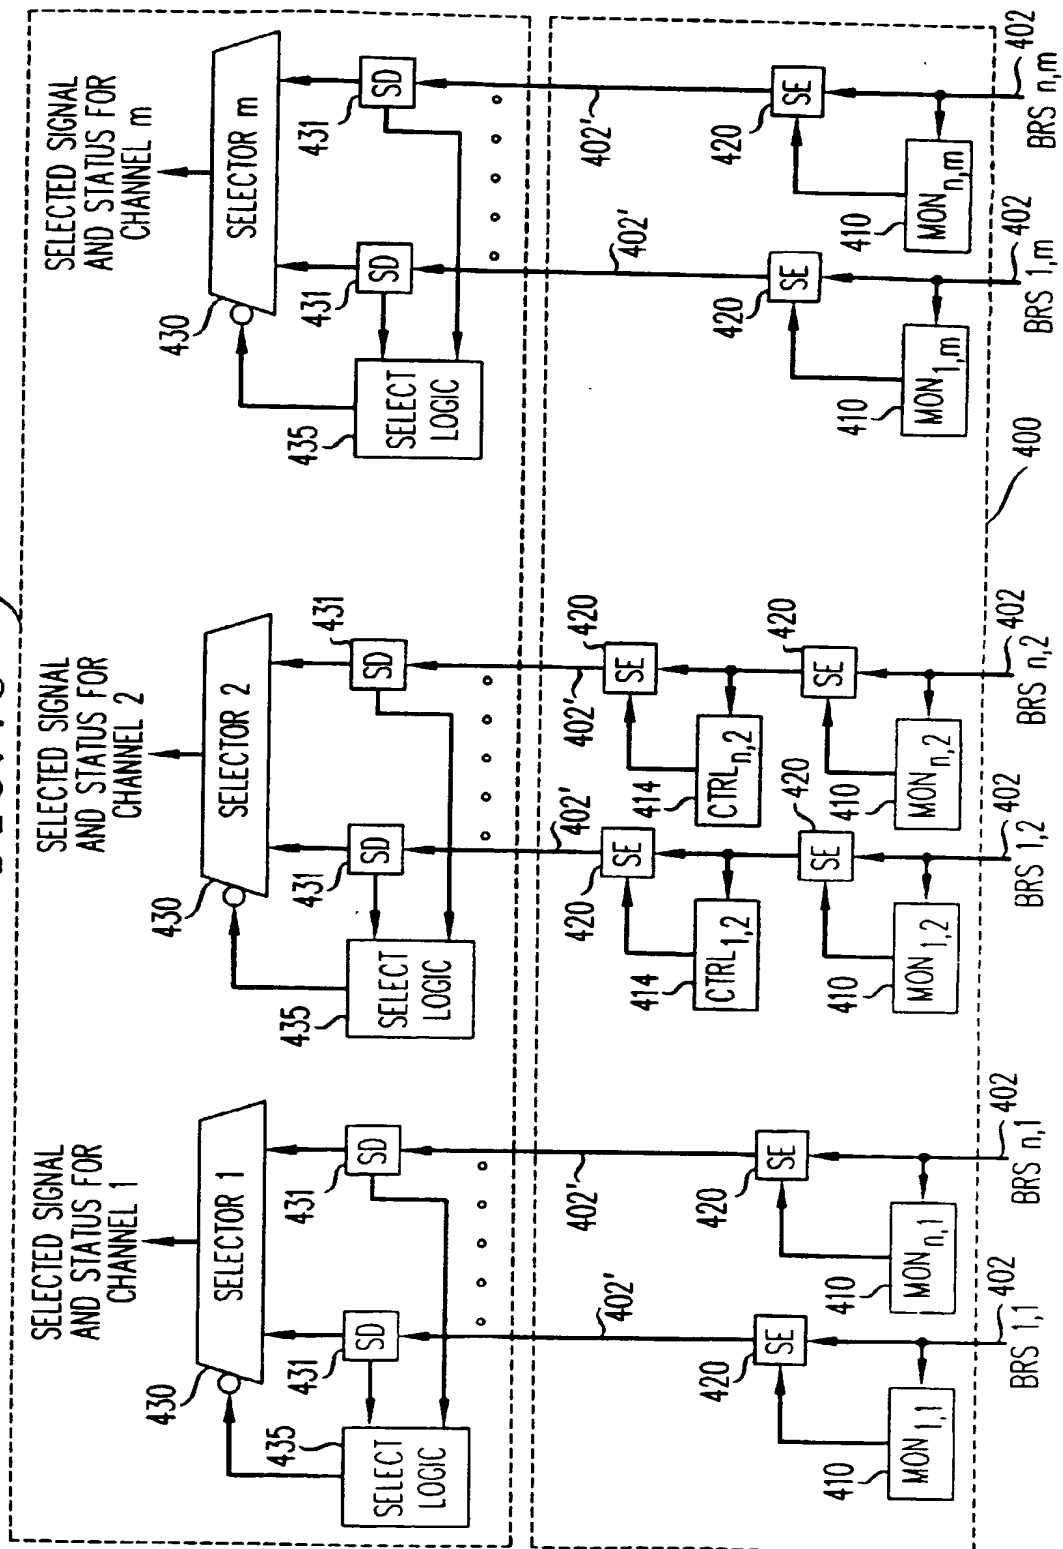 SELECTED SIGNAL
AND STATUS FOR
CHANNEL 1
SELECTED SIGNAL
AND STATUS FOR
CHANNEL 2
SELECTED SIGNAL
AND STATUS FOR
CHANNEL m
430
SELECTOR 1
430
SELECTOR 2
430
SELECTOR m
435
SELECT
LOGIC
431
SD
431
SD
435
SELECT
LOGIC
431
SD
431
SD
435
SELECT
LOGIC
431
SD
431
SD
402'
402'
402'
402'
402'
402'
420
SE
420
SE
414
CTRL1,2
414
CTRLn,2
420
SE
420
SE
420
SE
420
SE
420
SE
420
SE
410
MON1,1
410
MONn,1
410
MON1,2
410
MONn,2
410
MON1,m
410
MONn,m
400
402
BRS 1,1
402
BRS n,1
402
BRS 1,2
402
BRS n,2
402
BRS 1,m
402
BRS n,m